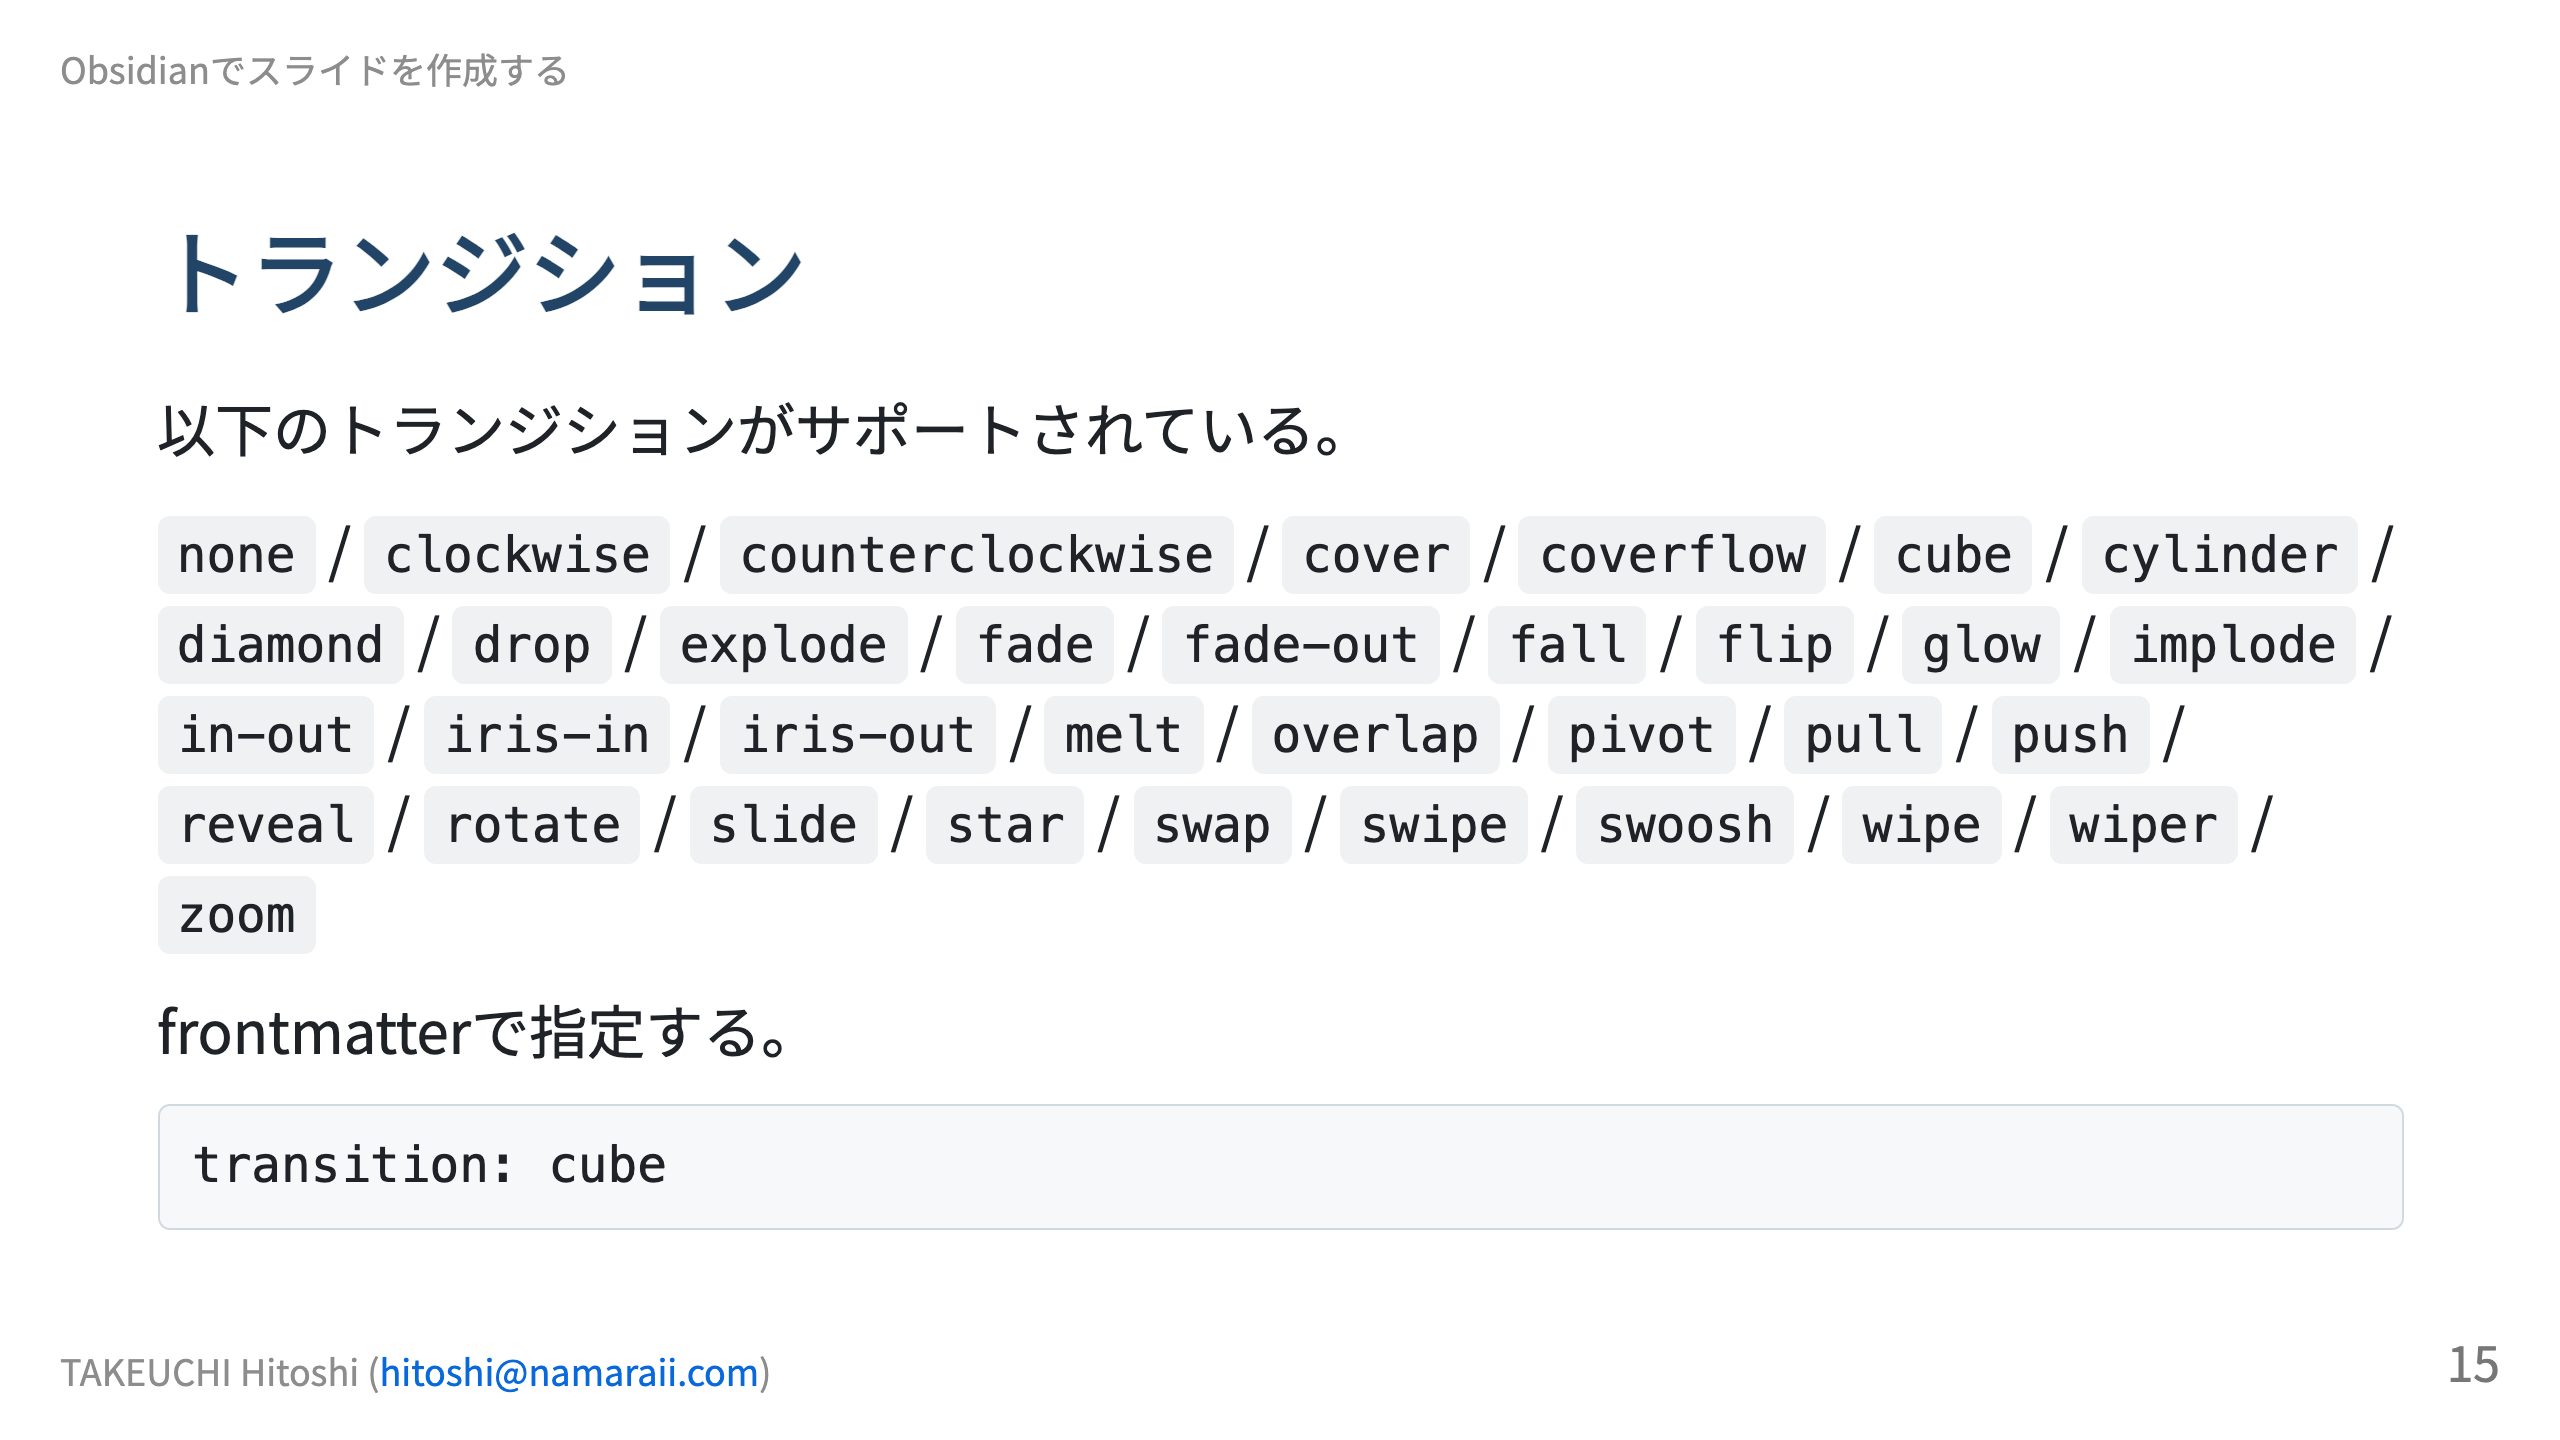 Obsidianでスライドを作成する
トランジション
以下のトランジションがサポートされている。
none / clockwise / counterclockwise / cover / coverflow / cube / cylinder /
diamond / drop / explode / fade / fade-out / fall / flip / glow / implode /
in-out / iris-in / iris-out / melt / overlap / pivot / pull / push /
reveal / rotate / slide / star / swap / swipe / swoosh / wipe / wiper /
zoom
frontmatterで指定する。
transition: cube
TAKEUCHI Hitoshi (hitoshi@namaraii.com)
15